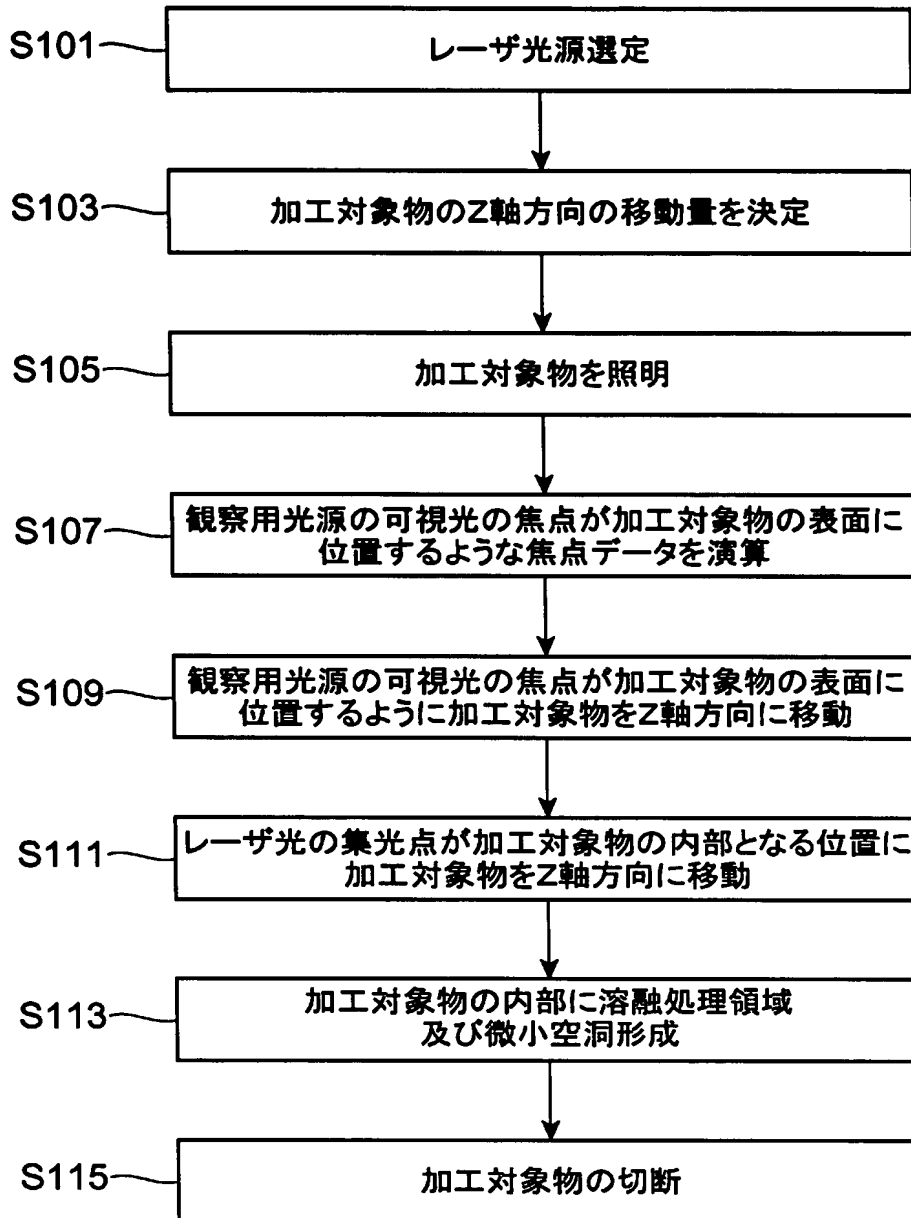 S101
レーザ光源選定
S103
加工対象物のZ軸方向の移動量を決定
S105
加工対象物を照明
S107
観察用光源の可視光の焦点が加工対象物の表面に
位置するような焦点データを演算
S109
観察用光源の可視光の焦点が加工対象物の表面に
位置するように加工対象物をZ軸方向に移動
S111
レーザ光の集光点が加工対象物の内部となる位置に
加工対象物をZ軸方向に移動
S113
加工対象物の内部に溶融処理領域
及び微小空洞形成
S115
加工対象物の切断